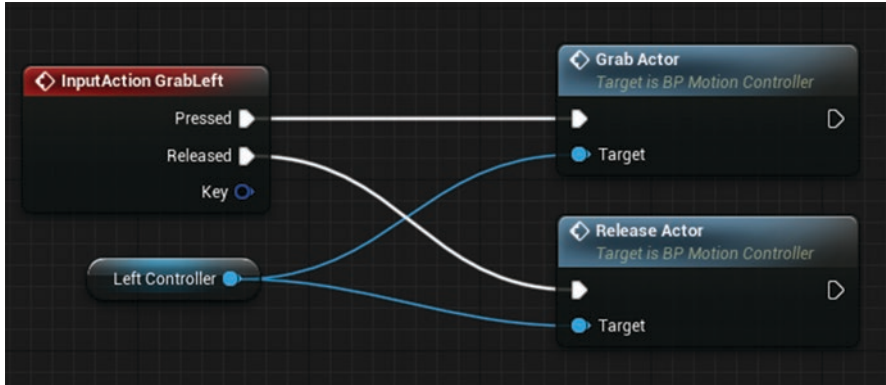 InputAction GrabLeft
Pressed
Released
Key
Left Controller
Grab Actor
Target is BP Motion Controller
Target
Release Actor
Target is BP Motion Controller
Target